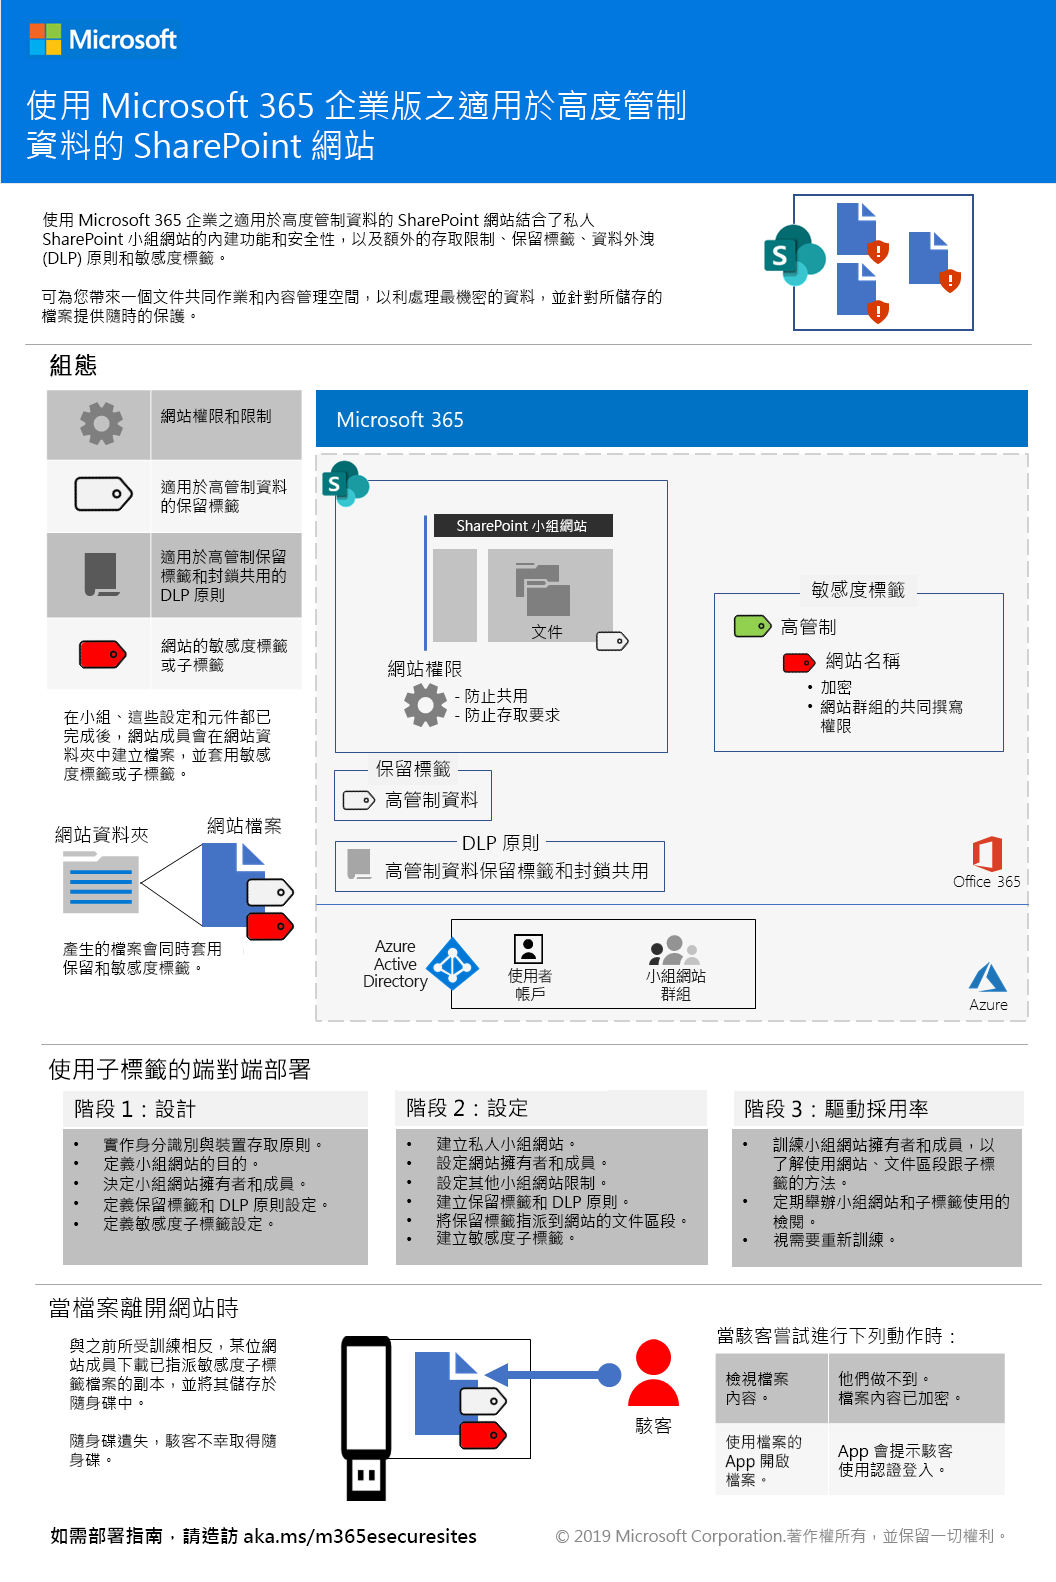 Microsoft
使用 Microsoft 365 企業版之適用於高度管制
資料的 SharePoint 網站
使用 Microsoft 365 企業之適用於高度管制資料的 SharePoint 網站結合了私人
SharePoint 小組網站的內建功能和安全性，以及額外的存取限制、保留標籤、資料外洩
(DLP) 原則和敏感度標籤。
可為您帶來一個文件共同作業和內容管理空間，以利處理最機密的資料，並針對所儲存的
檔案提供隨時的保護。
組態
網站權限和限制
適用於高管制資料
的保留標籤
適用於高管制保留
標籤和封鎖共用的
DLP 原則
網站的敏感度標籤
或子標籤
在小組、這些設定和元件都已
完成後，網站成員會在網站資
料夾中建立檔案，並套用敏感
度標籤或子標籤。
網站資料夾
網站檔案
產生的檔案會同時套用
保留和敏感度標籤。
Microsoft 365
SharePoint 小組網站
文件
網站權限
- 防止共用
- 防止存取要求
敏感度標籤
高管制
網站名稱
• 加密
• 網站群組的共同撰寫
權限
保留標籤
高管制資料
DLP 原則
高管制資料保留標籤和封鎖共用
Office 365
Azure
Active
Directory
使用者
帳戶
小組網站
群組
Azure
使用子標籤的端對端部署
階段 1：設計
• 實作身分識別與裝置存取原則。
• 定義小組網站的目的。
• 決定小組網站擁有者和成員。
• 定義保留標籤和 DLP 原則設定。
• 定義敏感度子標籤設定。
階段 2：設定
• 建立私人小組網站。
• 設定網站擁有者和成員。
• 設定其他小組網站限制。
• 建立保留標籤和 DLP 原則。
• 將保留標籤指派到網站的文件區段。
• 建立敏感度子標籤。
階段 3：驅動採用率
• 訓練小組網站擁有者和成員，以
了解使用網站、文件區段跟子標
籤的方法。
• 定期舉辦小組網站和子標籤使用的
檢閱。
• 視需要重新訓練。
當檔案離開網站時
與之前所受訓練相反，某位網
站成員下載已指派敏感度子標
籤檔案的副本，並將其儲存於
隨身碟中。
隨身碟遺失，駭客不幸取得隨
身碟。
駭客
當駭客嘗試進行下列動作時：
檢視檔案
內容。
他們做不到。
檔案內容已加密。
使用檔案的
App 開啟
檔案。
App 會提示駭客
使用認證登入。
如需部署指南，請造訪 aka.ms/m365esecuresites
© 2019 Microsoft Corporation.著作權所有，並保留一切權利。